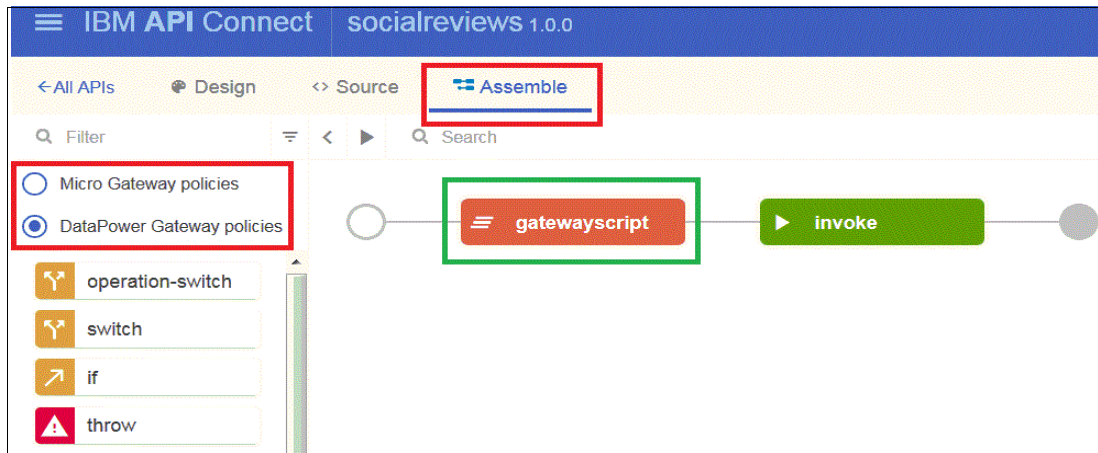 IBM API Connect socialreviews 1.0.0
All APIs Design <> Source Assemble
Filter Search
Micro Gateway policies
DataPower Gateway policies
gatewayscript invoke
operation-switch
switch
if
throw